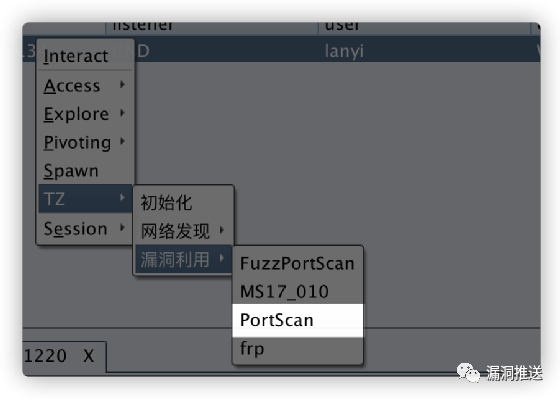 listener user
13 D lanyi
Interact
Access
Explore
Pivoting
Spawn
TZ
Session
初始化
网络发现
漏洞利用
FuzzPortScan
MS17_010
PortScan
frp
1220 X
漏洞推送